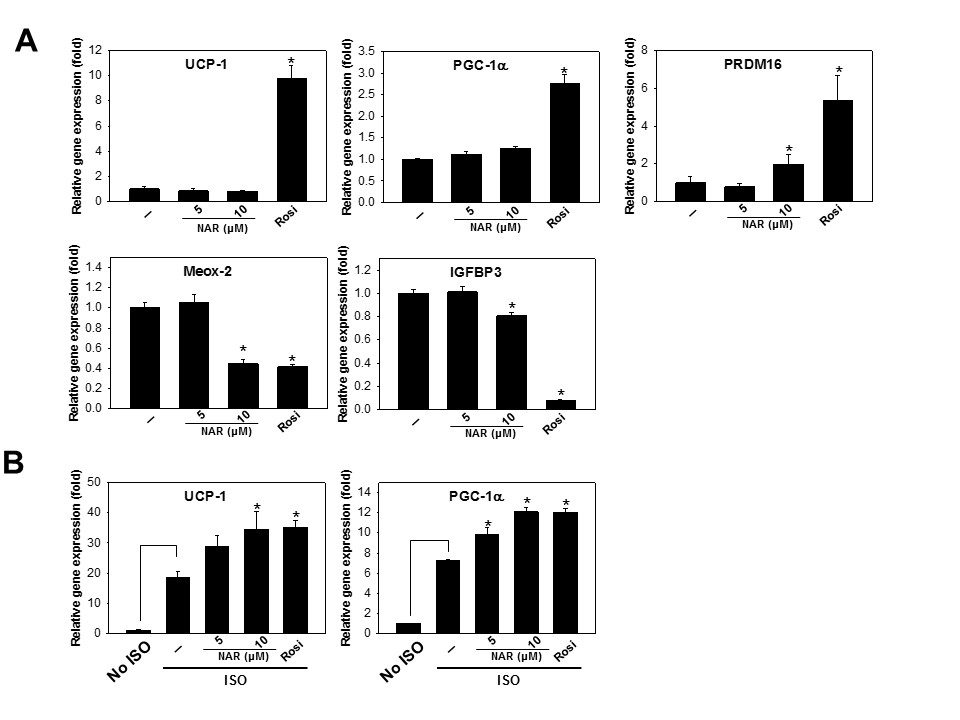 A
UCP-1
Relative gene expression (fold)
12
10
8
6
4
2
0
*
–
5
10
Rosi
NAR (µM)
PGC-1α
Relative gene expression (fold)
3.5
3.0
2.5
2.0
1.5
1.0
0.5
0.0
*
–
5
10
Rosi
NAR (µM)
PRDM16
Relative gene expression (fold)
8
6
4
2
0
*
*
–
5
10
Rosi
NAR (µM)
Meox-2
Relative gene expression (fold)
1.4
1.2
1.0
0.8
0.6
0.4
0.2
0.0
*
*
–
5
10
Rosi
NAR (µM)
IGFBP3
Relative gene expression (fold)
1.2
1.0
0.8
0.6
0.4
0.2
0.0
*
*
–
5
10
Rosi
NAR (µM)
B
UCP-1
Relative gene expression (fold)
50
40
30
20
10
0
*
*
No ISO
–
5
10
Rosi
NAR (µM)
ISO
PGC-1α
Relative gene expression (fold)
14
12
10
8
6
4
2
0
*
*
*
No ISO
–
5
10
Rosi
NAR (µM)
ISO